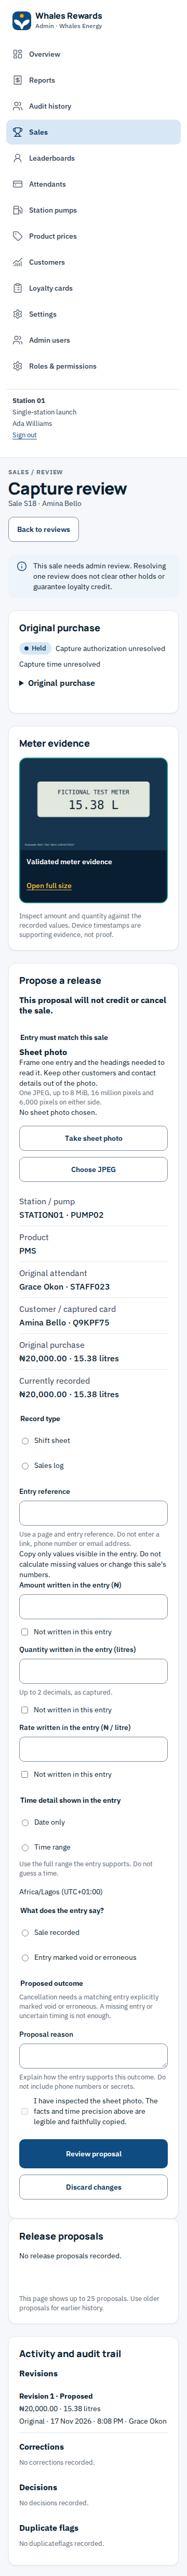 Whales Rewards
Admin · Whales Energy
Overview
Reports
Audit history
Sales
Leaderboards
Attendants
Station pumps
Product prices
Customers
Loyalty cards
Settings
Admin users
Roles & permissions
Station 01
Single-station launch
Ada Williams
Sign out
SALES / REVIEW
Capture review
Sale S18 · Amina Bello
Back to reviews
This sale needs admin review. Resolving
one review does not clear other holds or
guarantee loyalty credit.
Original purchase
Held Capture authorization unresolved
Capture time unresolved
Original purchase
Meter evidence
FICTIONAL TEST METER
15.38 L
Validated meter evidence
Open full size
Inspect amount and quantity against the
recorded values. Device timestamps are
supporting evidence, not proof.
Propose a release
This proposal will not credit or cancel
the sale.
Entry must match this sale
Sheet photo
Frame one entry and the headings needed to
read it. Keep other customers and contact
details out of the photo.
One JPEG, up to 8 MiB, 16 million pixels and
6,000 pixels on either side.
No sheet photo chosen.
Take sheet photo
Choose JPEG
Station / pump
STATION01 · PUMP02
Product
PMS
Original attendant
Grace Okon · STAFF023
Customer / captured card
Amina Bello · Q9KPF75
Original purchase
₦20,000.00 · 15.38 litres
Currently recorded
₦20,000.00 · 15.38 litres
Record type
Shift sheet
Sales log
Entry reference
Use a page and entry reference. Do not enter a
link, phone number or email address.
Copy only values visible in the entry. Do not
calculate missing values or change this sale's
numbers.
Amount written in the entry (₦)
Not written in this entry
Quantity written in the entry (litres)
Up to 2 decimals, as captured.
Not written in this entry
Rate written in the entry (₦ / litre)
Not written in this entry
Time detail shown in the entry
Date only
Time range
Use the full range the entry supports. Do not
guess a time.
Africa/Lagos (UTC+01:00)
What does the entry say?
Sale recorded
Entry marked void or erroneous
Proposed outcome
Cancellation needs a matching entry explicitly
marked void or erroneous. A missing entry or
uncertain timing is not enough.
Proposal reason
Explain how the entry supports this outcome. Do
not include phone numbers or secrets.
I have inspected the sheet photo. The
facts and time precision above are
legible and faithfully copied.
Review proposal
Discard changes
Release proposals
No release proposals recorded.
This page shows up to 25 proposals. Use older
proposals for earlier history.
Activity and audit trail
Revisions
Revision 1 · Proposed
₦20,000.00 · 15.38 litres
Original · 17 Nov 2026 · 8:08 PM · Grace Okon
Corrections
No corrections recorded.
Decisions
No decisions recorded.
Duplicate flags
No duplicateflags recorded.